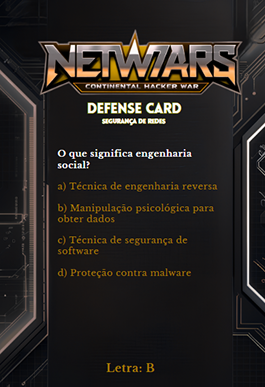 NETWARS
CONTINENTAL HACKER WAR
DEFENSE CARD
SEGURANÇA DE REDES
O que significa engenharia
social?
a) Técnica de engenharia reversa
b) Manipulação psicológica para
obter dados
c) Técnica de segurança de
software
d) Proteção contra malware
Letra: B